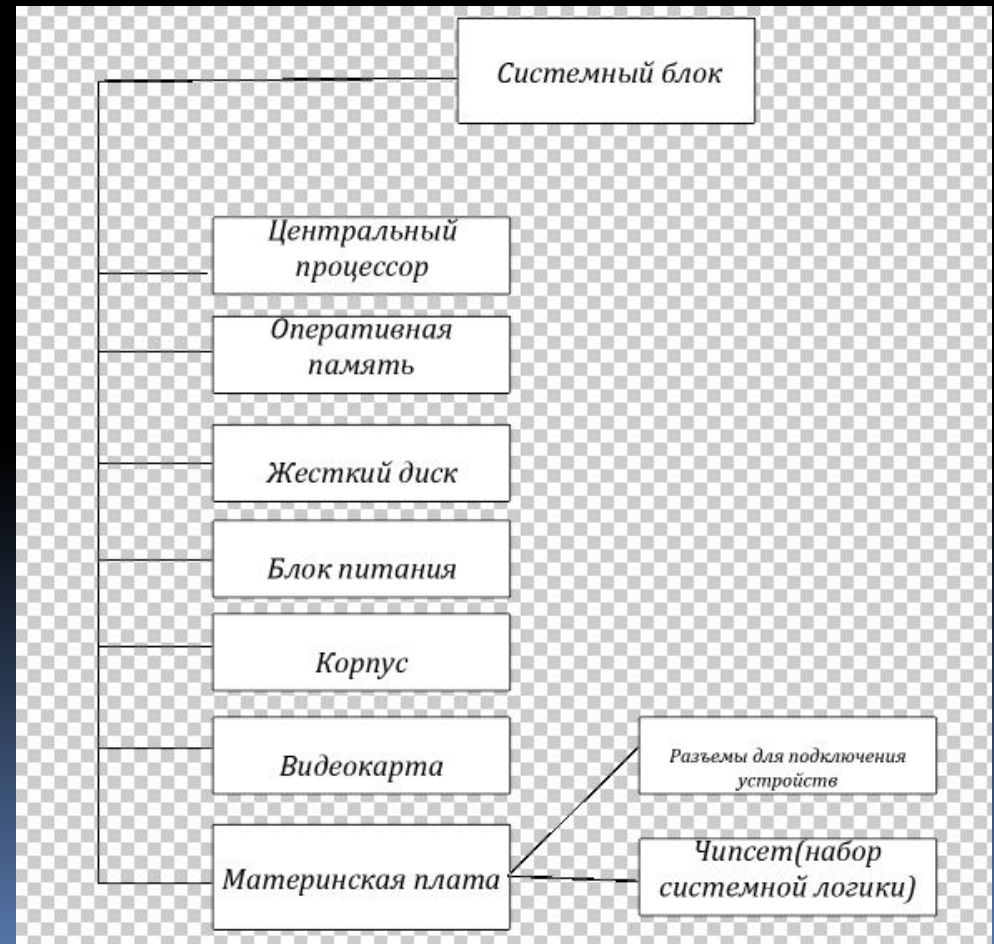 Системный блок
Центральный
процессор
Оперативная
память
Жесткий диск
Блок питания
Корпус
Видеокарта
Разъемы для подключения
устройств
Материнская плата
Чипсет(набор
системной логики)